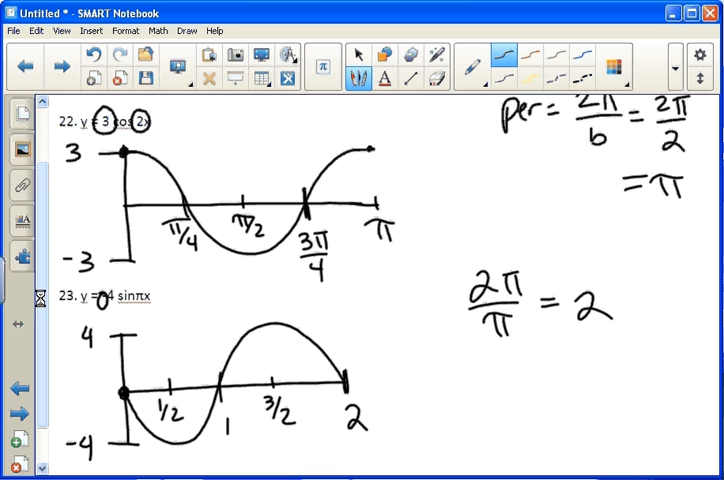 Untitled * - SMART Notebook
File Edit View Insert Format Math Draw Help
π
A
22. y = 3 cos 2x
per = 2π/b = 2π/2
= π
3
π/4
π/2
3π/4
π
-3
23. y = -4 sinπx
2π/π = 2
4
1/2
1
3/2
2
-4